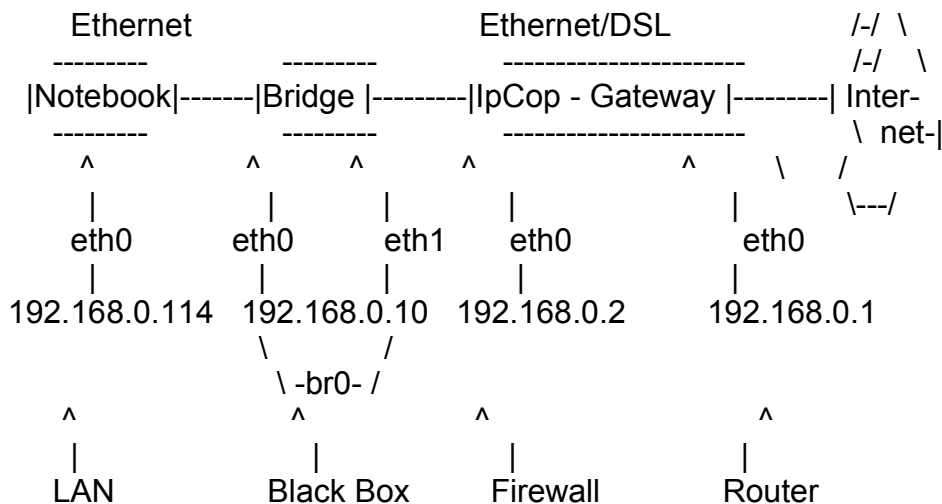 Ethernet Ethernet/DSL /-/ \
--------- --------- ----------------------- /-/ \
|Notebook|-------|Bridge |---------|IpCop - Gateway |---------| Inter-
--------- --------- ----------------------- \ net-|
^ ^ ^ ^ ^ \ /
| | | | | \---/
eth0 eth0 eth1 eth0 eth0
| | | | |
192.168.0.114 192.168.0.10 192.168.0.2 192.168.0.1
\ /
\ -br0- /
^ ^ ^ ^
| | | |
LAN Black Box Firewall Router